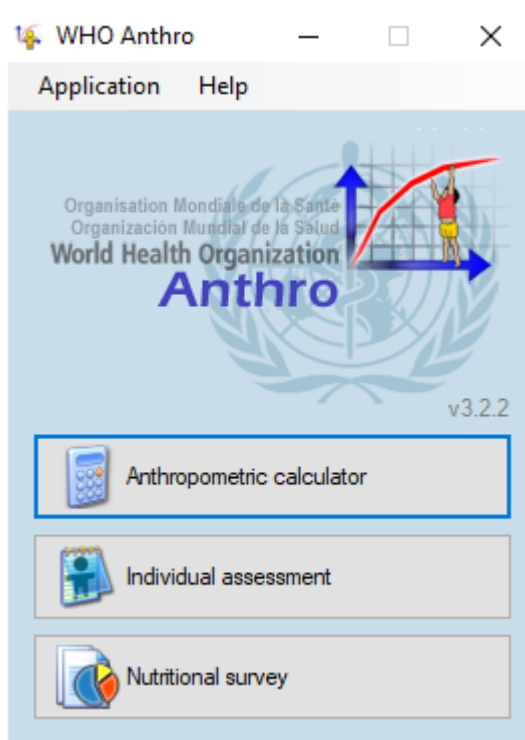 WHO Anthro
Application Help
Organisation Mondiale de la Santé
Organización Mundial de la Salud
World Health Organization
Anthro
v3.2.2
Anthropometric calculator
Individual assessment
Nutritional survey